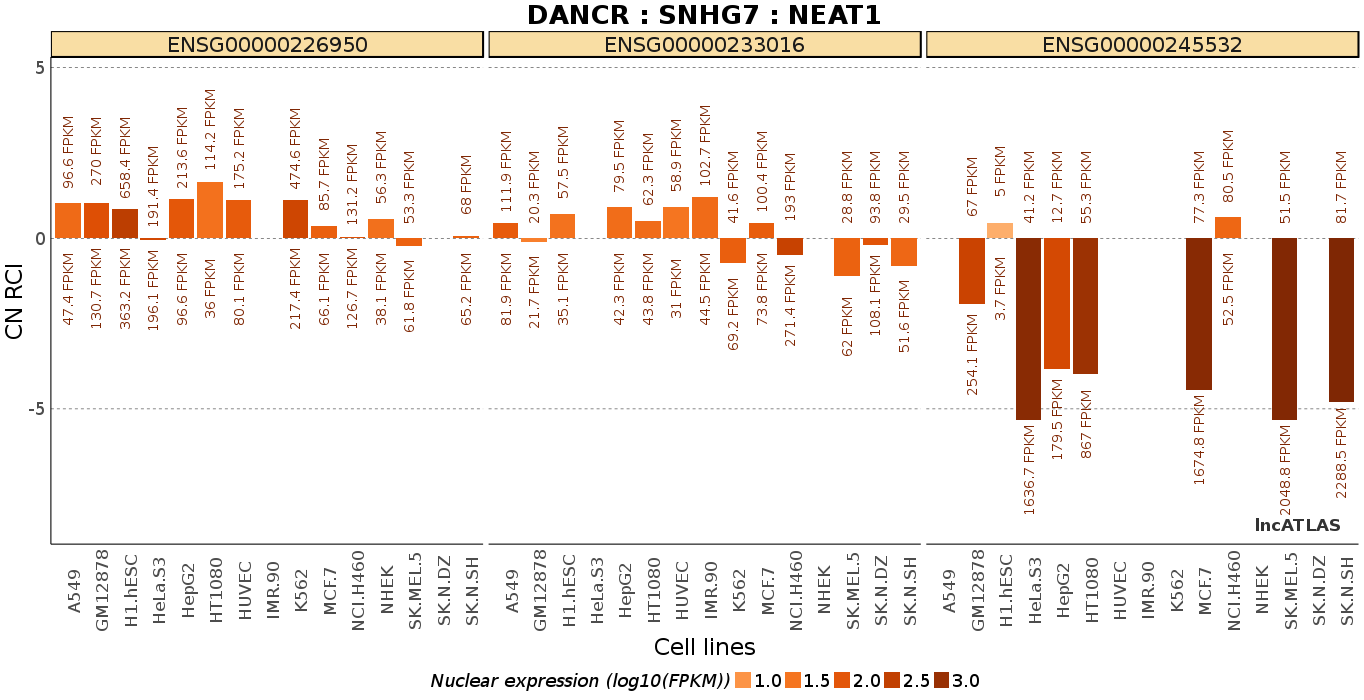 DANCR : SNHG7 : NEAT1
ENSG00000226950 ENSG00000233016 ENSG00000245532
CN RCI
5
0
-5
96.6 FPKM 270 FPKM 658.4 FPKM 191.4 FPKM 213.6 FPKM 114.2 FPKM 175.2 FPKM 474.6 FPKM 85.7 FPKM 131.2 FPKM 56.3 FPKM 53.3 FPKM 68 FPKM
47.4 FPKM 130.7 FPKM 363.2 FPKM 196.1 FPKM 96.6 FPKM 36 FPKM 80.1 FPKM 217.4 FPKM 66.1 FPKM 126.7 FPKM 38.1 FPKM 61.8 FPKM 65.2 FPKM
111.9 FPKM 20.3 FPKM 57.5 FPKM 79.5 FPKM 62.3 FPKM 58.9 FPKM 102.7 FPKM 41.6 FPKM 100.4 FPKM 193 FPKM 28.8 FPKM 93.8 FPKM 29.5 FPKM
81.9 FPKM 21.7 FPKM 35.1 FPKM 42.3 FPKM 43.8 FPKM 31 FPKM 44.5 FPKM 69.2 FPKM 73.8 FPKM 271.4 FPKM 62 FPKM 108.1 FPKM 51.6 FPKM
67 FPKM 5 FPKM 41.2 FPKM 12.7 FPKM 55.3 FPKM 77.3 FPKM 80.5 FPKM 51.5 FPKM 81.7 FPKM
254.1 FPKM 3.7 FPKM 1636.7 FPKM 179.5 FPKM 867 FPKM 1674.8 FPKM 52.5 FPKM 2048.8 FPKM 2288.5 FPKM
lncATLAS
A549 GM12878 H1.hESC HeLa.S3 HepG2 HT1080 HUVEC IMR.90 K562 MCF.7 NCI.H460 NHEK SK.MEL.5 SK.N.DZ SK.N.SH
A549 GM12878 H1.hESC HeLa.S3 HepG2 HT1080 HUVEC IMR.90 K562 MCF.7 NCI.H460 NHEK SK.MEL.5 SK.N.DZ SK.N.SH
A549 GM12878 H1.hESC HeLa.S3 HepG2 HT1080 HUVEC IMR.90 K562 MCF.7 NCI.H460 NHEK SK.MEL.5 SK.N.DZ SK.N.SH
Cell lines
Nuclear expression (log10(FPKM)) 1.0 1.5 2.0 2.5 3.0